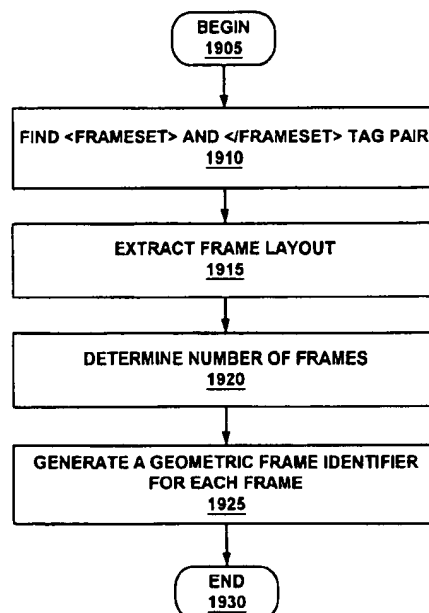 BEGIN
1905
FIND <FRAMESET> AND </FRAMESET> TAG PAIR
1910
EXTRACT FRAME LAYOUT
1915
DETERMINE NUMBER OF FRAMES
1920
GENERATE A GEOMETRIC FRAME IDENTIFIER
FOR EACH FRAME
1925
END
1930